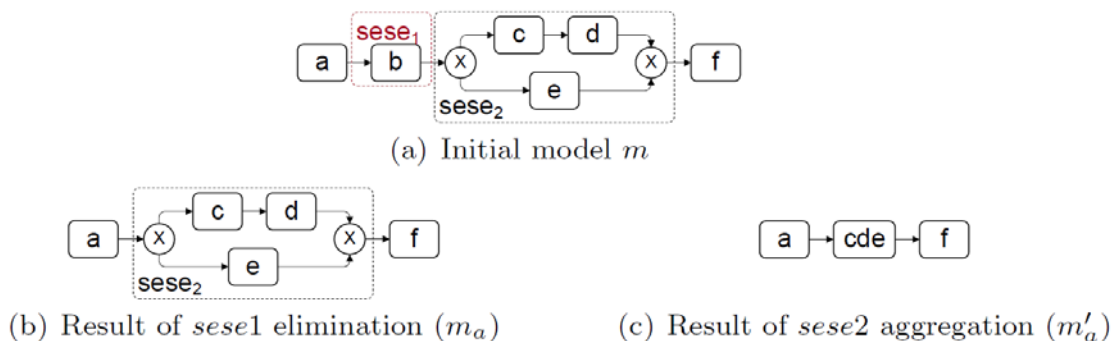 sese₁
a b X c d e X f
sese₂
(a) Initial model m
a X c d e X f
sese₂
a cde f
(b) Result of sese1 elimination (mₐ)
(c) Result of sese2 aggregation (m′ₐ)